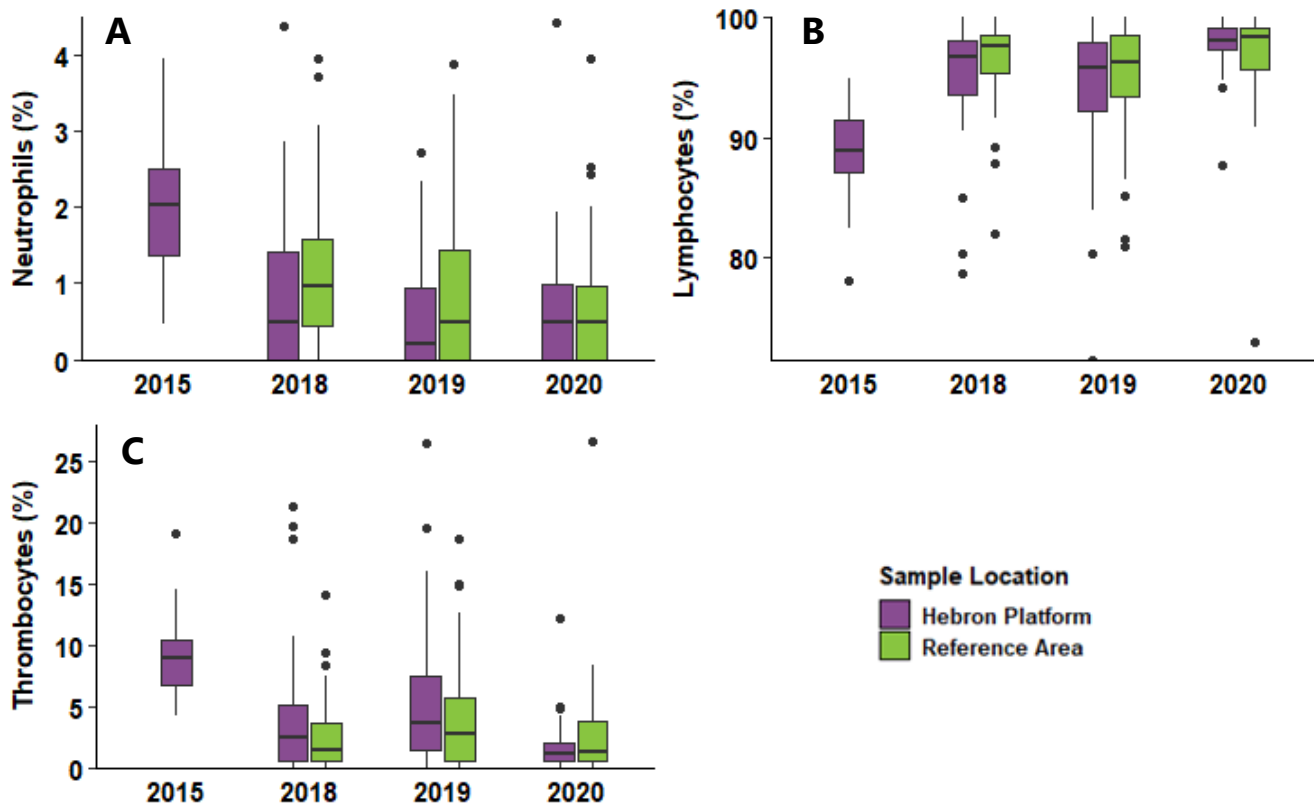 A
Neutrophils (%)
4
3
2
1
0
2015 2018 2019 2020
B
Lymphocytes (%)
100
90
80
2015 2018 2019 2020
C
Thrombocytes (%)
25
20
15
10
5
0
2015 2018 2019 2020
Sample Location
Hebron Platform
Reference Area